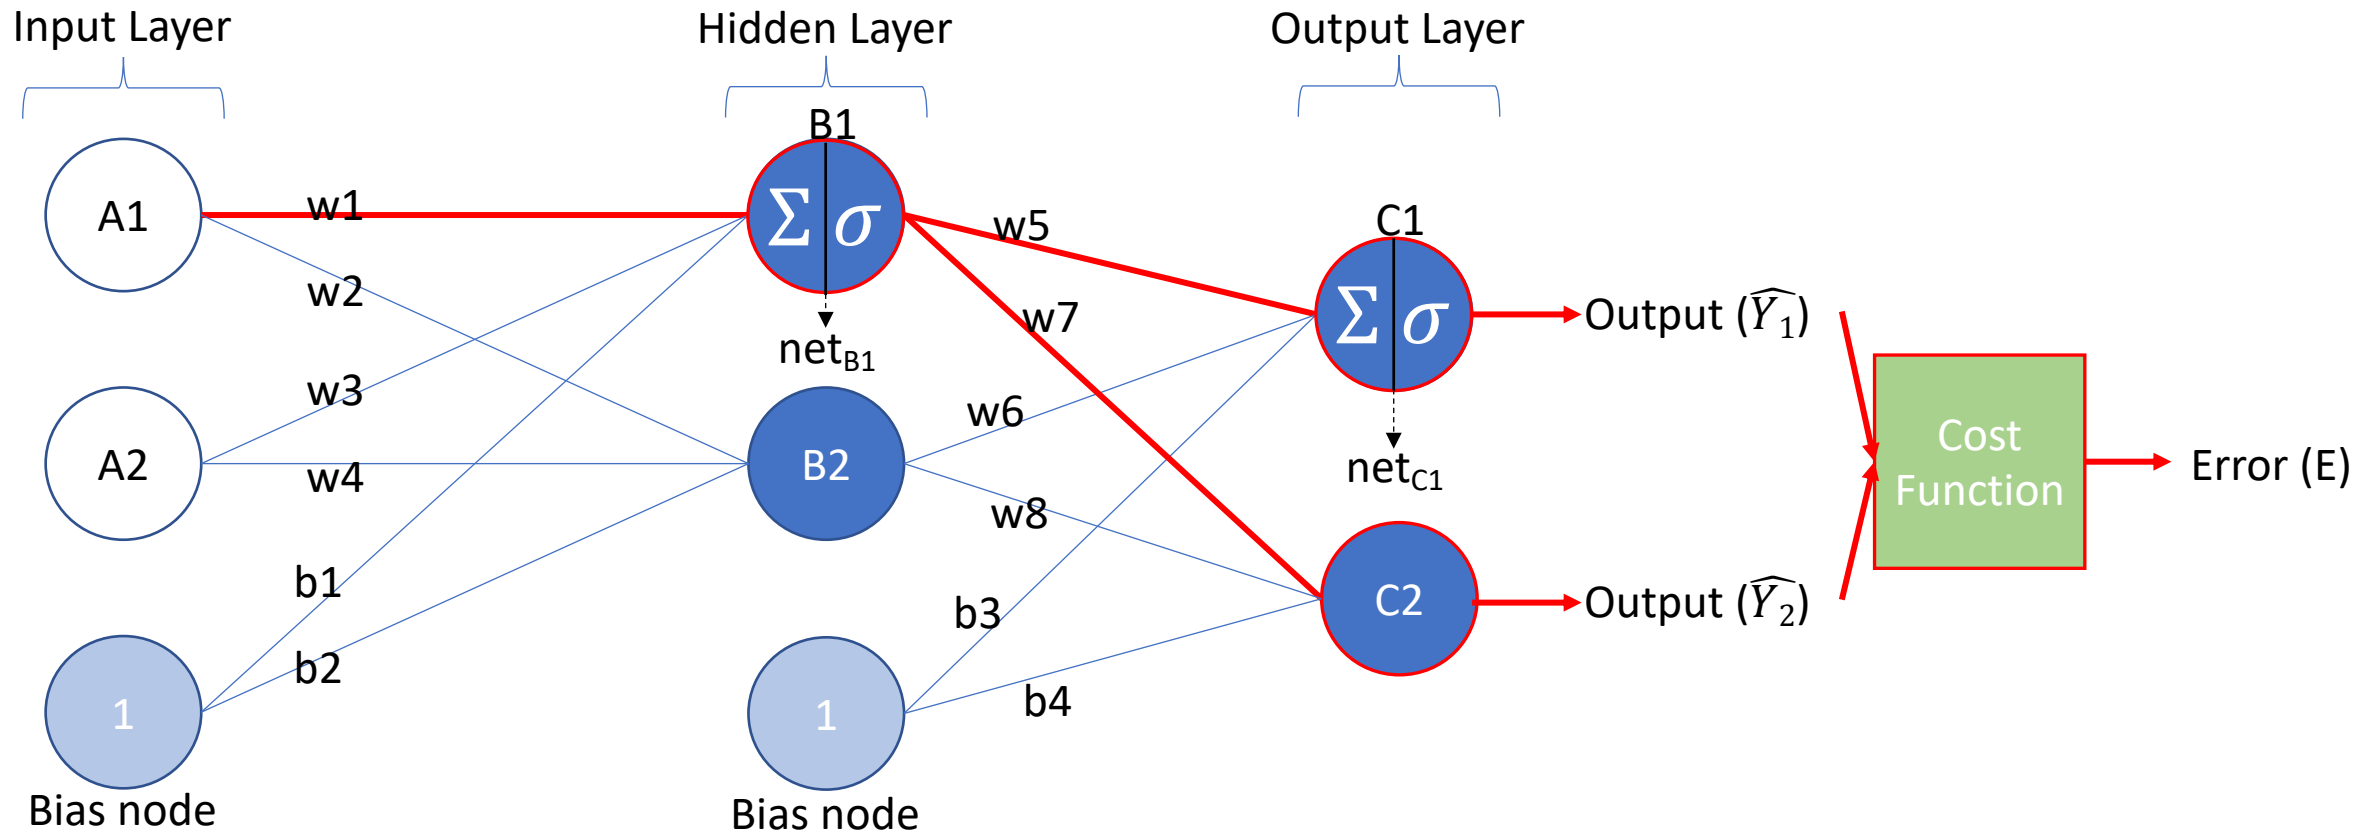 Input Layer
Hidden Layer
Output Layer
B1
A1
w1
Σ σ
w5
C1
w2
w7
Σ σ
Output (Ŷ₁)
net_B1
w3
w6
Cost
Function
A2
w4
B2
net_C1
Error (E)
w8
b1
b3
C2
Output (Ŷ₂)
b2
b4
1
1
Bias node
Bias node